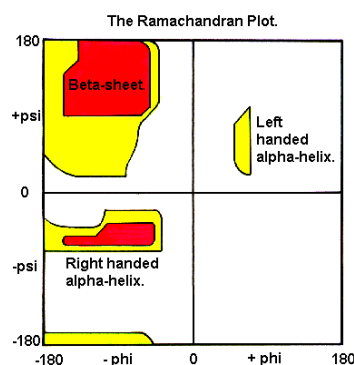 The Ramachandran Plot.
180
Beta-sheet
+psi
Left
handed
alpha-helix.
0
-psi
Right handed
alpha-helix.
-180
-180
- phi
0
+ phi
180